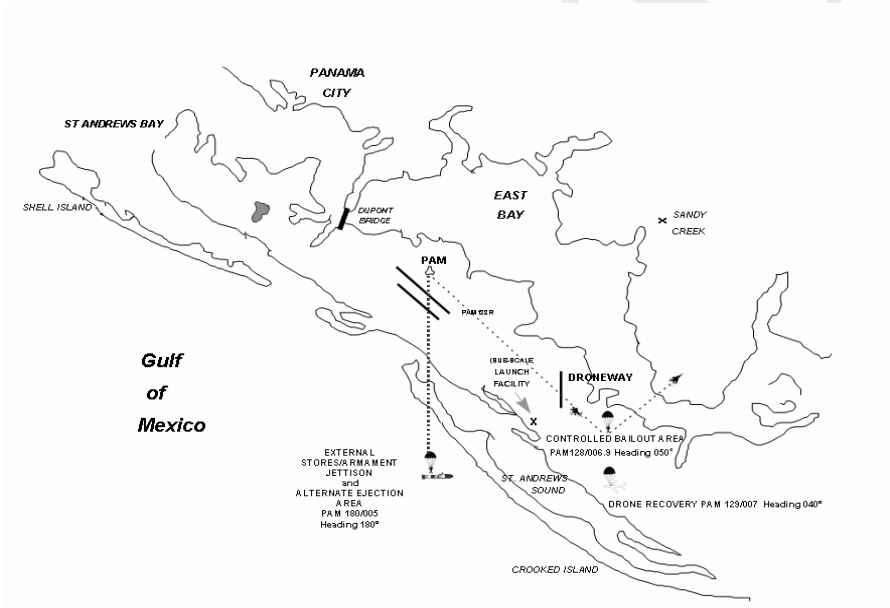 PANAMA
CITY
ST ANDREWS BAY
EAST
BAY
SHELL ISLAND
DUPONT
BRIDGE
SANDY
CREEK
PAM
PAM 128 R
(SUB-SCALE
LAUNCH
FACILITY
DRONEWAY
Gulf
of
Mexico
X
CONTROLLED BAILOUT AREA
PAM128/006.9 Heading 050°
EXTERNAL
STORES/ARMAMENT
JETTISON
and
ALTERNATE EJECTION
AREA
PAM 180/005
Heading 180°
ST. ANDREWS
SOUND
DRONE RECOVERY PAM 129/007 Heading 040°
CROOKED ISLAND